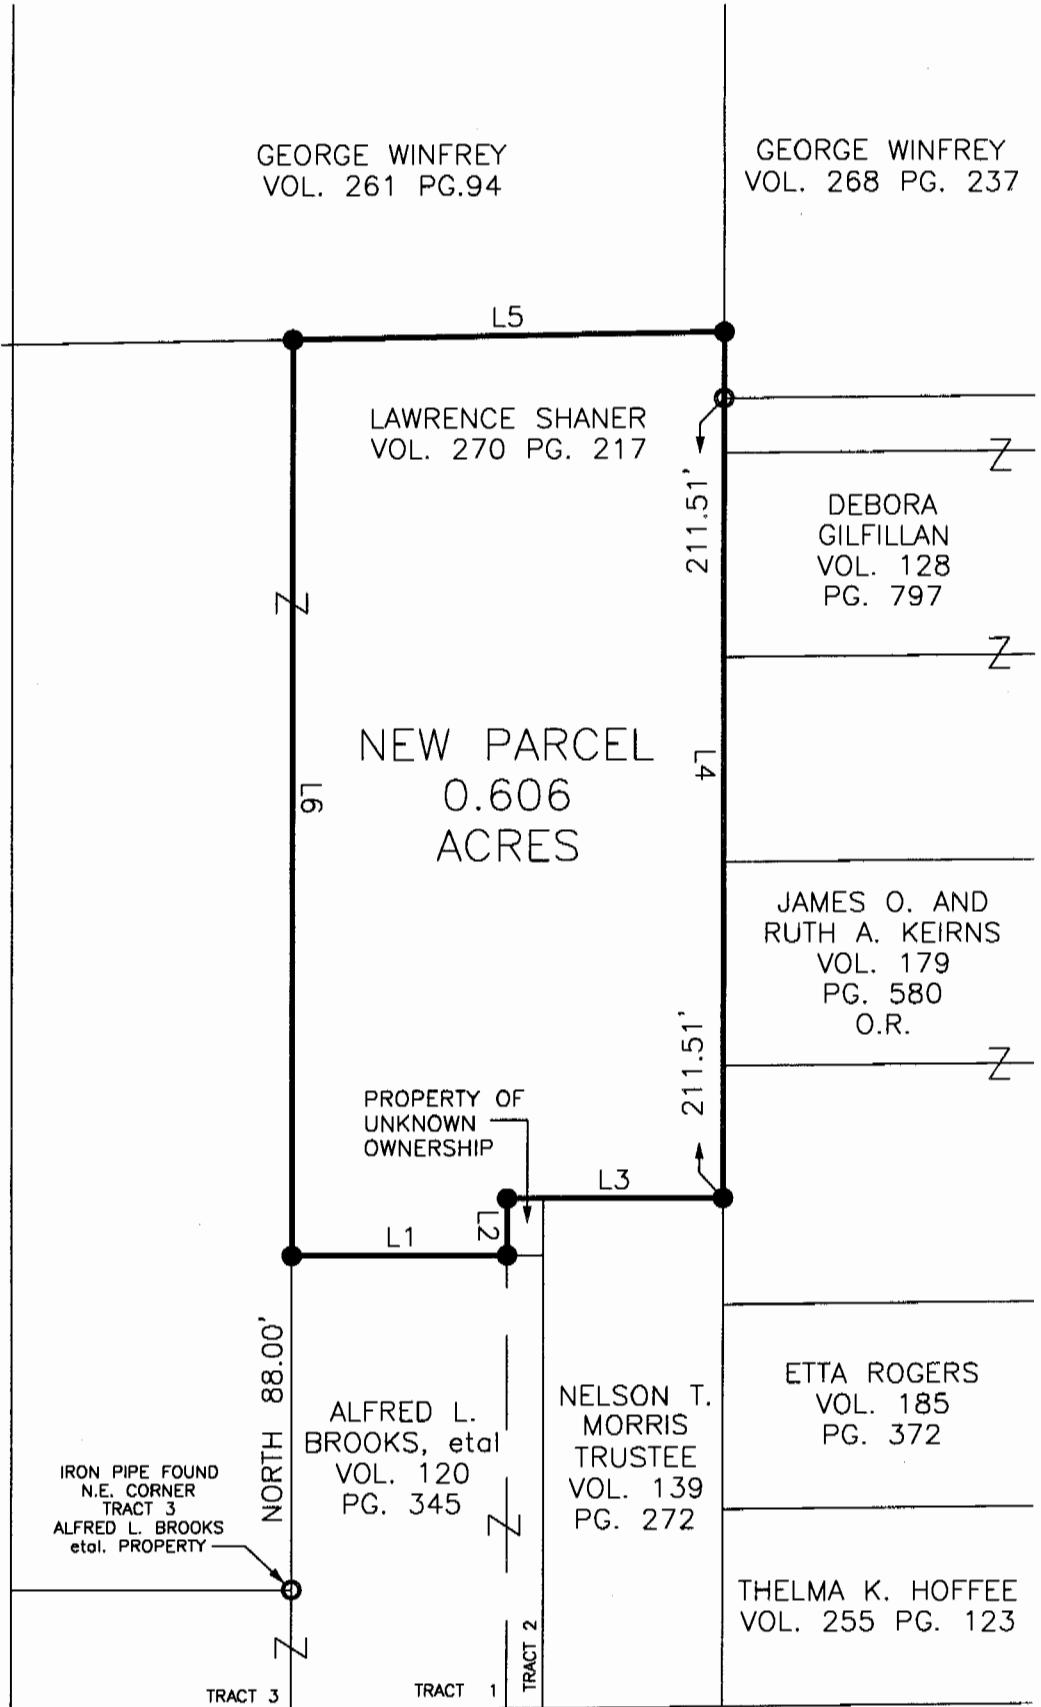 GEORGE WINFREY
VOL. 261 PG.94
GEORGE WINFREY
VOL. 268 PG. 237
L5
LAWRENCE SHANER
VOL. 270 PG. 217
211.51'
DEBORA
GILFILLAN
VOL. 128
PG. 797
NEW PARCEL
0.606
ACRES
L4
L6
JAMES O. AND
RUTH A. KEIRNS
VOL. 179
PG. 580
O.R.
211.51'
PROPERTY OF
UNKNOWN
OWNERSHIP
L3
L2
L1
NORTH 88.00'
ALFRED L.
BROOKS, etal
VOL. 120
PG. 345
NELSON T.
MORRIS
TRUSTEE
VOL. 139
PG. 272
ETTA ROGERS
VOL. 185
PG. 372
IRON PIPE FOUND
N.E. CORNER
TRACT 3
ALFRED L. BROOKS
etal. PROPERTY
THELMA K. HOFFEE
VOL. 255 PG. 123
TRACT 3
TRACT 1
TRACT 2